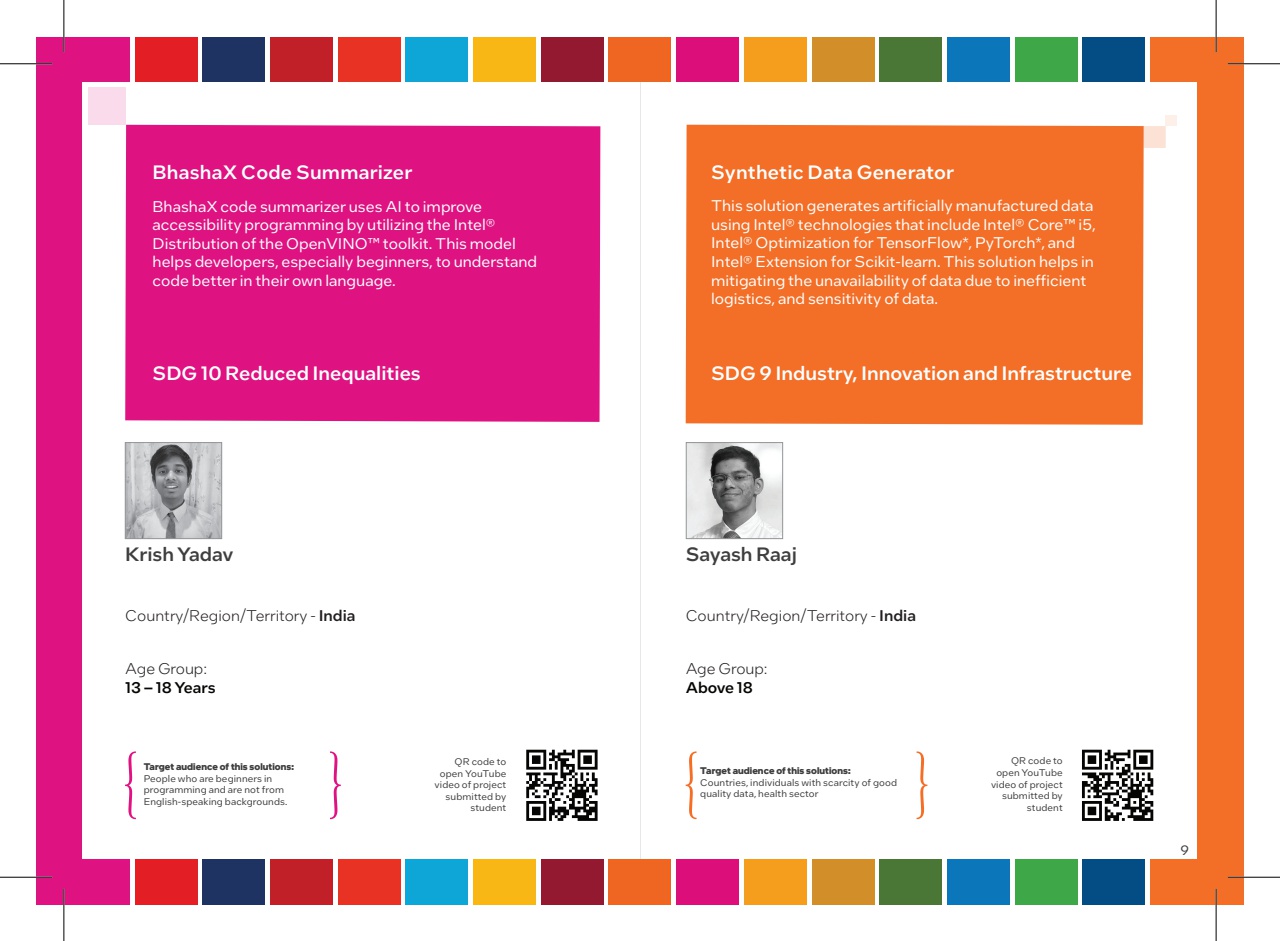 BhashaX Code Summarizer
BhashaX code summarizer uses AI to improve
accessibility programming by utilizing the Intel®
Distribution of the OpenVINO™ toolkit. This model
helps developers, especially beginners, to understand
code better in their own language.
SDG 10 Reduced Inequalities
Krish Yadav
Country/Region/Territory - India
Age Group:
13 – 18 Years
Target audience of this solutions:
People who are beginners in
programming and are not from
English-speaking backgrounds.
QR code to
open YouTube
video of project
submitted by
student
Synthetic Data Generator
This solution generates artificially manufactured data
using Intel® technologies that include Intel® Core™ i5,
Intel® Optimization for TensorFlow*, PyTorch*, and
Intel® Extension for Scikit-learn. This solution helps in
mitigating the unavailability of data due to inefficient
logistics, and sensitivity of data.
SDG 9 Industry, Innovation and Infrastructure
Sayash Raaj
Country/Region/Territory - India
Age Group:
Above 18
Target audience of this solutions:
Countries, individuals with scarcity of good
quality data, health sector
QR code to
open YouTube
video of project
submitted by
student
9